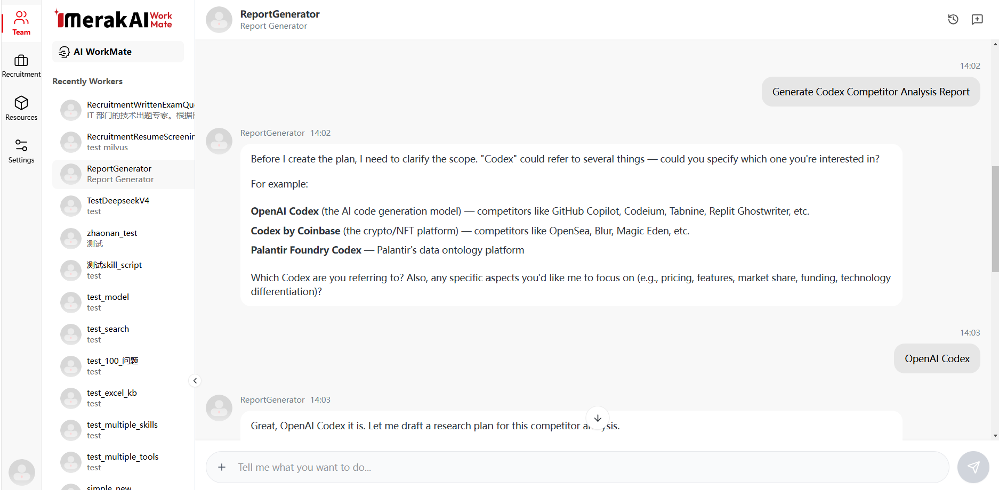 Team
Recruitment
Resources
Settings
iMerakAI Work Mate
AI WorkMate
Recently Workers
RecruitmentWrittenExamQu
IT 部门的技术出题专家。根据
RecruitmentResumeScreenin
test milvus
ReportGenerator
Report Generator
TestDeepseekV4
test
zhaonan_test
测试
测试skill_script
test
test_model
test
test_search
test
test_100_问题
test
test_excel_kb
test
test_multiple_skills
test
test_multiple_tools
test
simple_new
ReportGenerator
Report Generator
14:02
Generate Codex Competitor Analysis Report
ReportGenerator 14:02
Before I create the plan, I need to clarify the scope. "Codex" could refer to several things — could you specify which one you're interested in?
For example:
OpenAI Codex (the AI code generation model) — competitors like GitHub Copilot, Codeium, Tabnine, Replit Ghostwriter, etc.
Codex by Coinbase (the crypto/NFT platform) — competitors like OpenSea, Blur, Magic Eden, etc.
Palantir Foundry Codex — Palantir's data ontology platform
Which Codex are you referring to? Also, any specific aspects you'd like me to focus on (e.g., pricing, features, market share, funding, technology
differentiation)?
14:03
OpenAI Codex
ReportGenerator 14:03
Great, OpenAI Codex it is. Let me draft a research plan for this competitor analysis.
Tell me what you want to do...